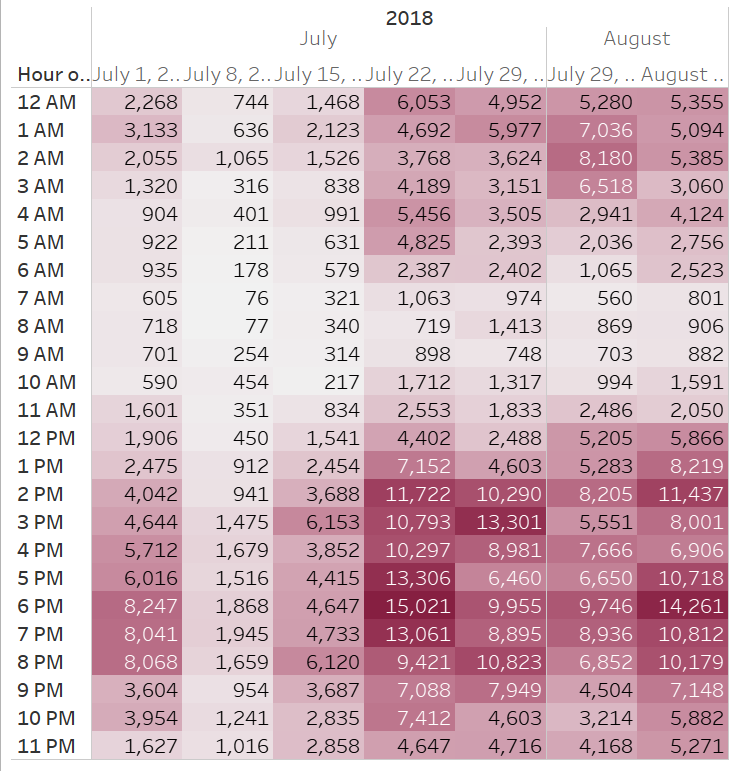 2018
July August
Hour o.. July 1, 2.. July 8, 2.. July 15, .. July 22, .. July 29, .. July 29, .. August ..
12 AM 2,268 744 1,468 6,053 4,952 5,280 5,355
1 AM 3,133 636 2,123 4,692 5,977 7,036 5,094
2 AM 2,055 1,065 1,526 3,768 3,624 8,180 5,385
3 AM 1,320 316 838 4,189 3,151 6,518 3,060
4 AM 904 401 991 5,456 3,505 2,941 4,124
5 AM 922 211 631 4,825 2,393 2,036 2,756
6 AM 935 178 579 2,387 2,402 1,065 2,523
7 AM 605 76 321 1,063 974 560 801
8 AM 718 77 340 719 1,413 869 906
9 AM 701 254 314 898 748 703 882
10 AM 590 454 217 1,712 1,317 994 1,591
11 AM 1,601 351 834 2,553 1,833 2,486 2,050
12 PM 1,906 450 1,541 4,402 2,488 5,205 5,866
1 PM 2,475 912 2,454 7,152 4,603 5,283 8,219
2 PM 4,042 941 3,688 11,722 10,290 8,205 11,437
3 PM 4,644 1,475 6,153 10,793 13,301 5,551 8,001
4 PM 5,712 1,679 3,852 10,297 8,981 7,666 6,906
5 PM 6,016 1,516 4,415 13,306 6,460 6,650 10,718
6 PM 8,247 1,868 4,647 15,021 9,955 9,746 14,261
7 PM 8,041 1,945 4,733 13,061 8,895 8,936 10,812
8 PM 8,068 1,659 6,120 9,421 10,823 6,852 10,179
9 PM 3,604 954 3,687 7,088 7,949 4,504 7,148
10 PM 3,954 1,241 2,835 7,412 4,603 3,214 5,882
11 PM 1,627 1,016 2,858 4,647 4,716 4,168 5,271